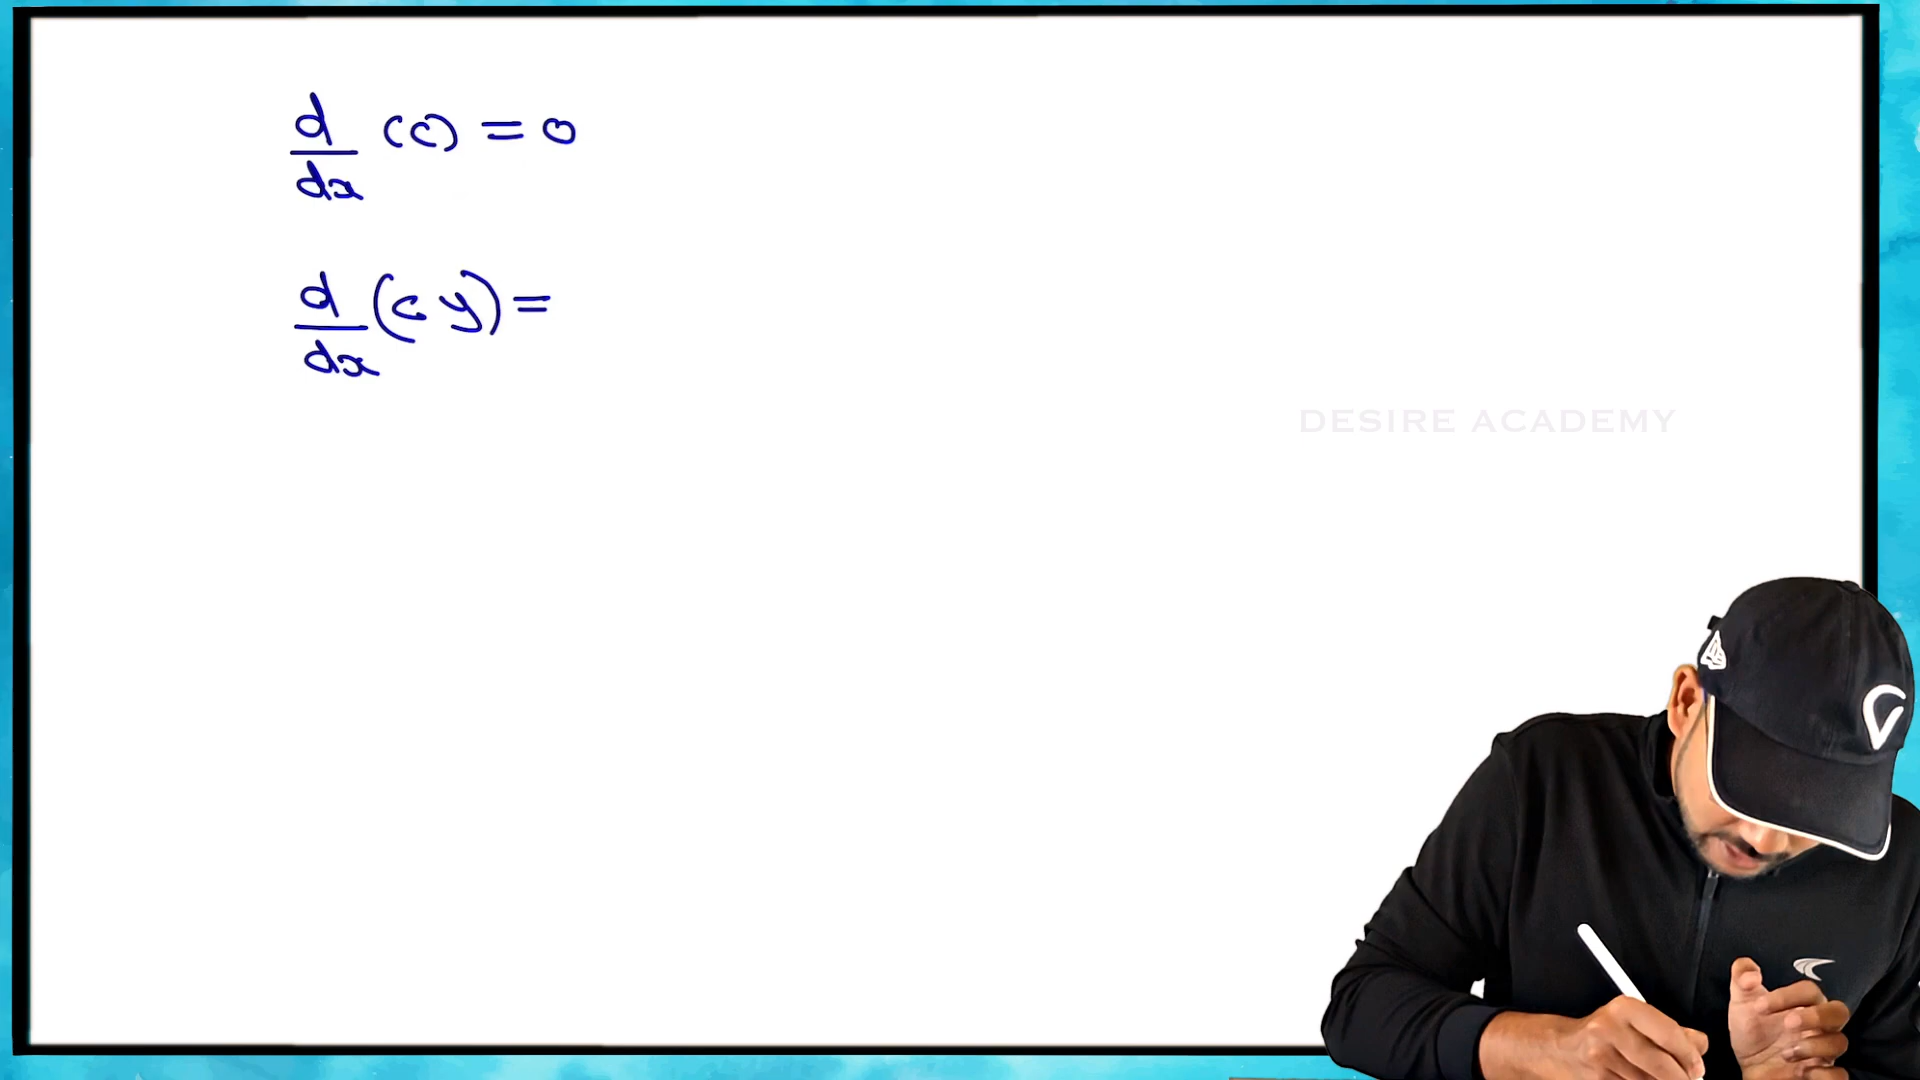 d/dx (c) = 0
d/dx (c y) =
DESIRE ACADEMY